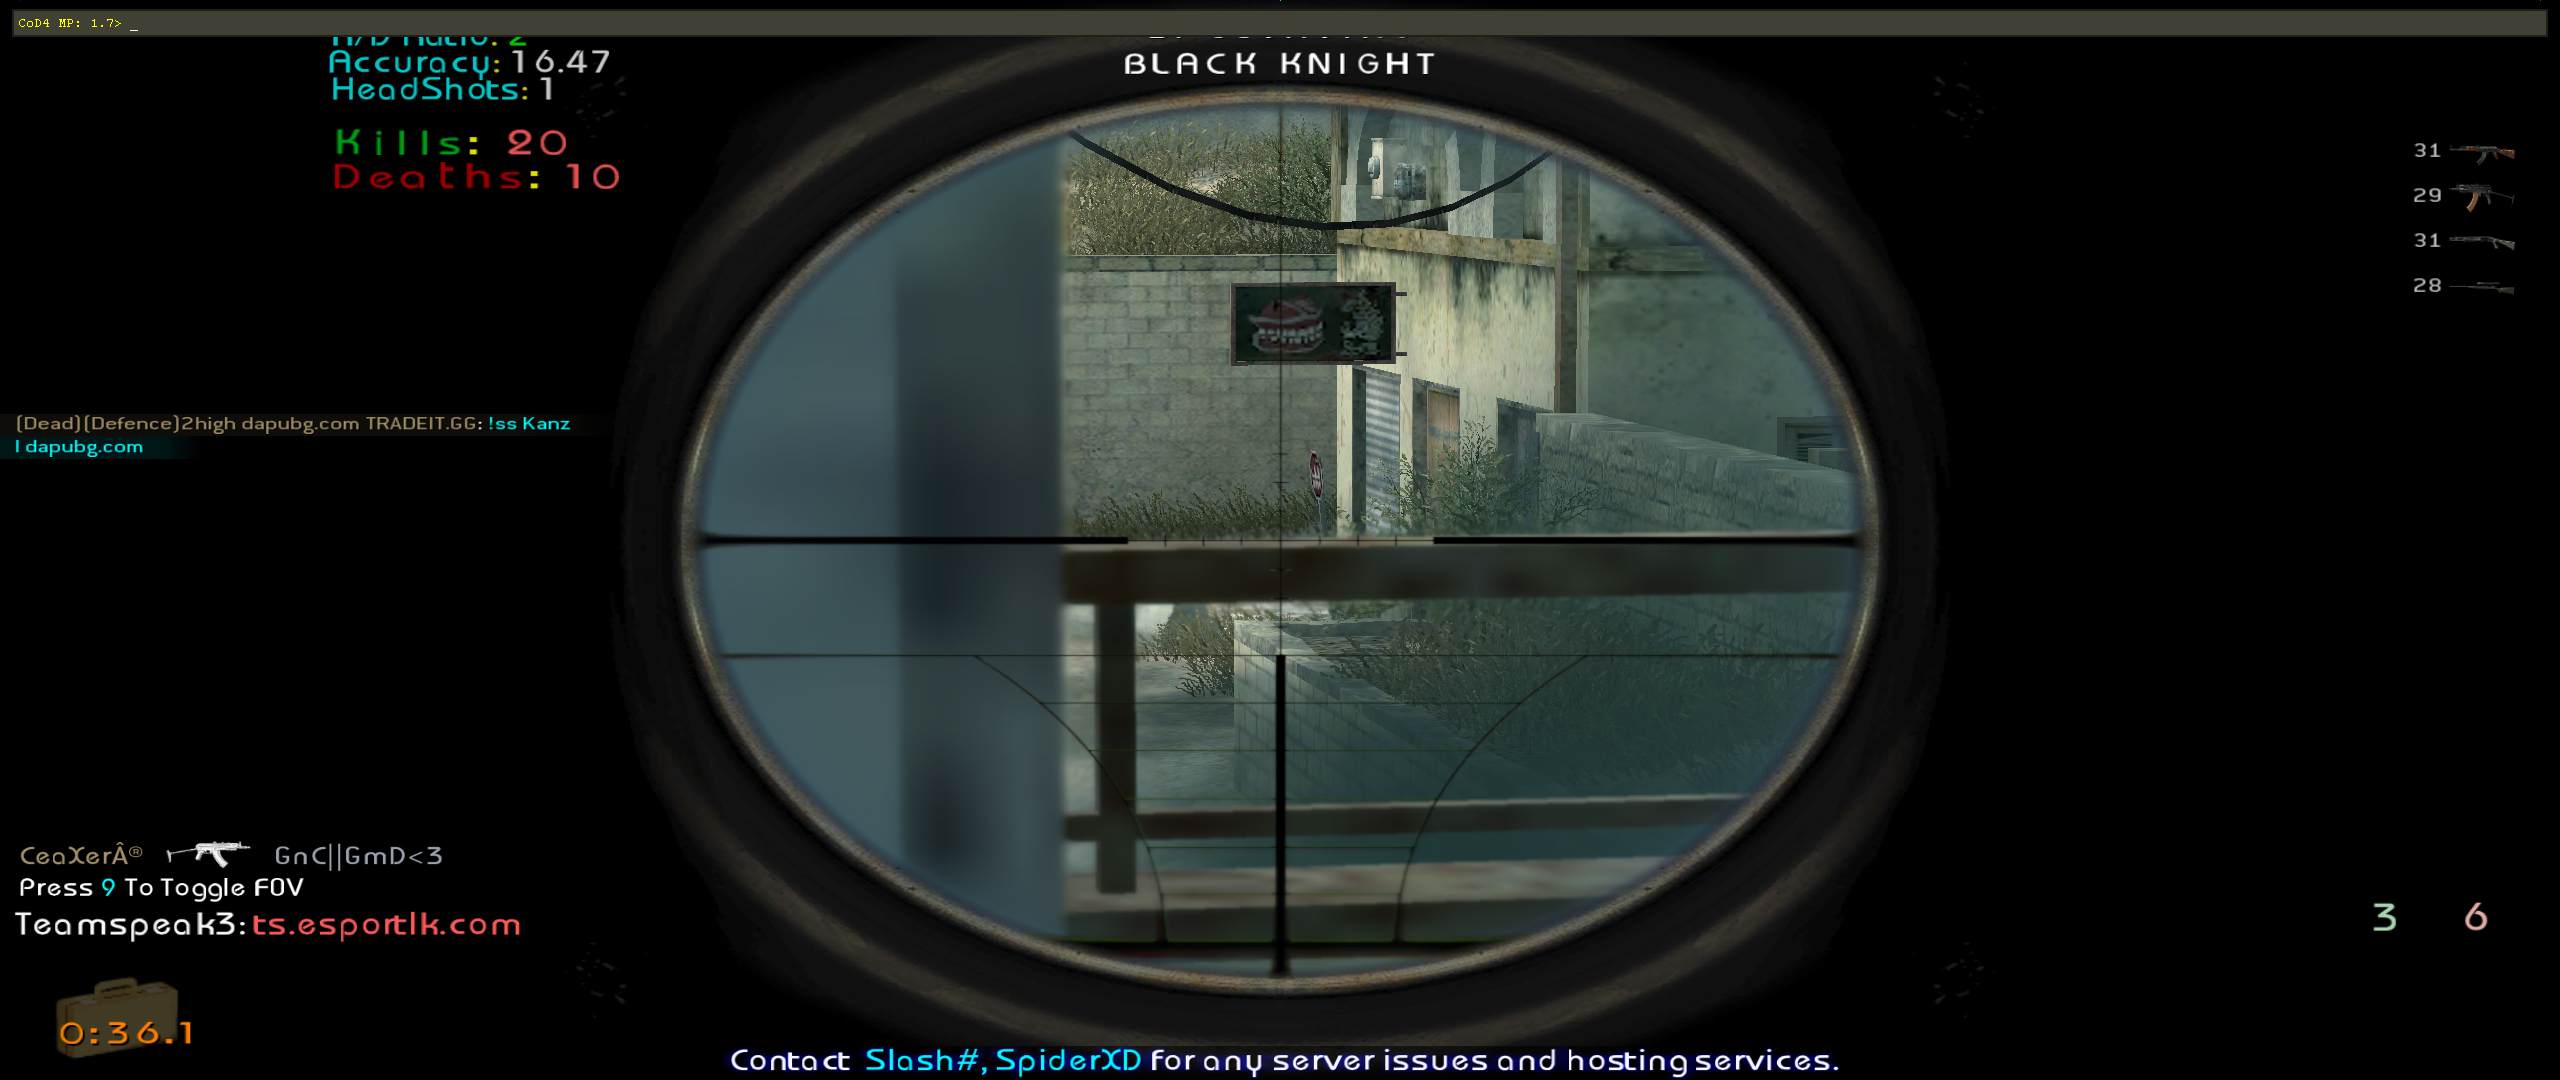 CoD4 MP: 1.7> _
K/D Ratio: 2
Accuracy: 16.47
HeadShots: 1
Kills: 20
Deaths: 10
BLACK KNIGHT
31
29
31
28
(Dead)(Defence)2high dapubg.com TRADEIT.GG: !ss Kanz
l dapubg.com
CeaXerÂ® GnC||GmD<3
Press 9 To Toggle FOV
Teamspeak3:ts.esportlk.com
3 6
0:36.1
Contact Slash#, SpiderXD for any server issues and hosting services.